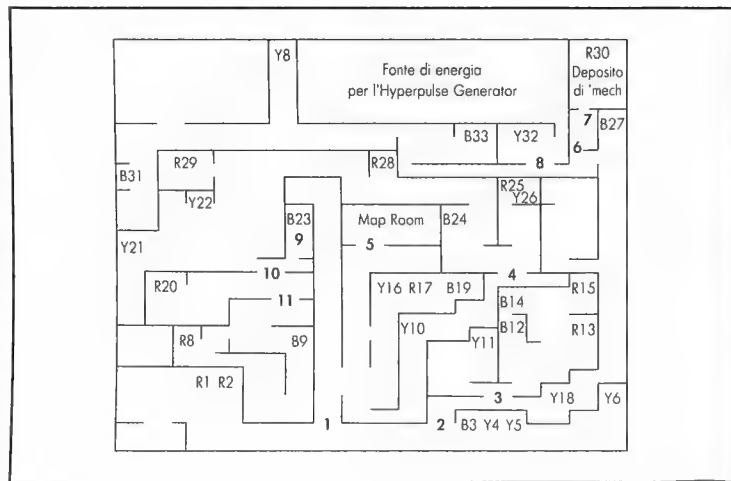 Y8
Fonte di energia
per l'Hyperpulse Generator
R30
Deposito
di 'mech
7
B27
B33
Y32
6
8
R29
R28
B31
Y22
R25
Y26
B23
Map Room
B24
9
5
Y21
10
4
R20
Y16 R17 B19
R15
11
B14
Y10
B12
R13
R8
B9
Y11
R1 R2
3
Y18
Y6
1
2
B3 Y4 Y5